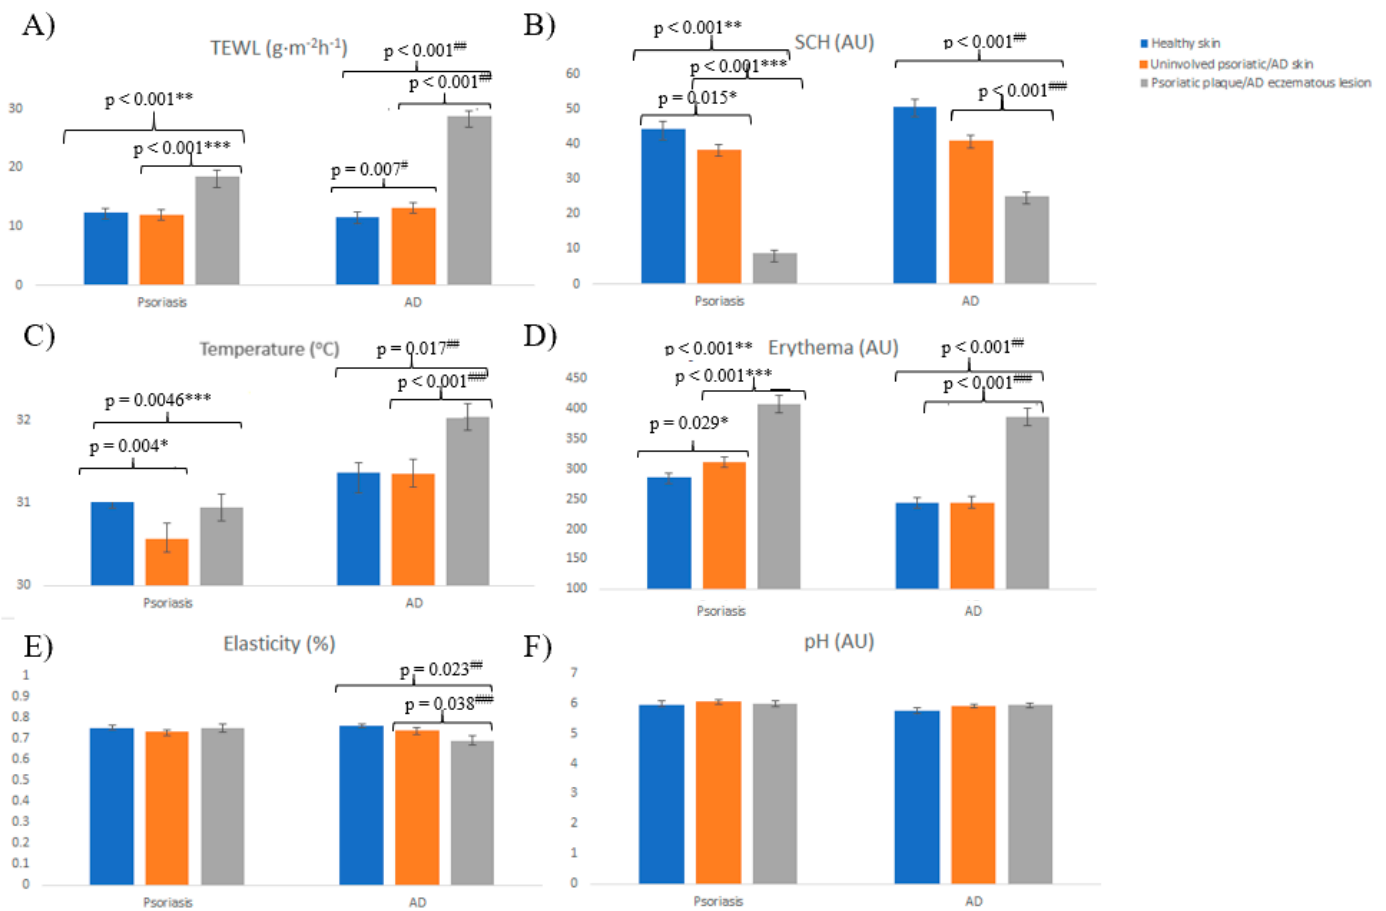 A)
TEWL (g·m⁻²h⁻¹)
p < 0.001**
p < 0.001***
p < 0.001##
p < 0.001##
p = 0.007#
30
20
10
0
Psoriasis
AD
B)
SCH (AU)
p < 0.001**
p < 0.001***
p = 0.015*
p < 0.001##
p < 0.001###
60
50
40
30
20
10
0
Psoriasis
AD
Healthy skin
Uninvolved psoriatic/AD skin
Psoriatic plaque/AD eczematous lesion
C)
Temperature (°C)
p = 0.0046***
p = 0.004*
p = 0.017##
p < 0.001###
32
31
30
Psoriasis
AD
D)
Erythema (AU)
p < 0.001**
p < 0.001***
p = 0.029*
p < 0.001##
p < 0.001###
450
400
350
300
250
200
150
100
Psoriasis
AD
E)
Elasticity (%)
p = 0.023##
p = 0.038###
1
0.9
0.8
0.7
0.6
0.5
0.4
0.3
0.2
0.1
0
Psoriasis
AD
F)
pH (AU)
7
6
5
4
3
2
1
0
Psoriasis
AD